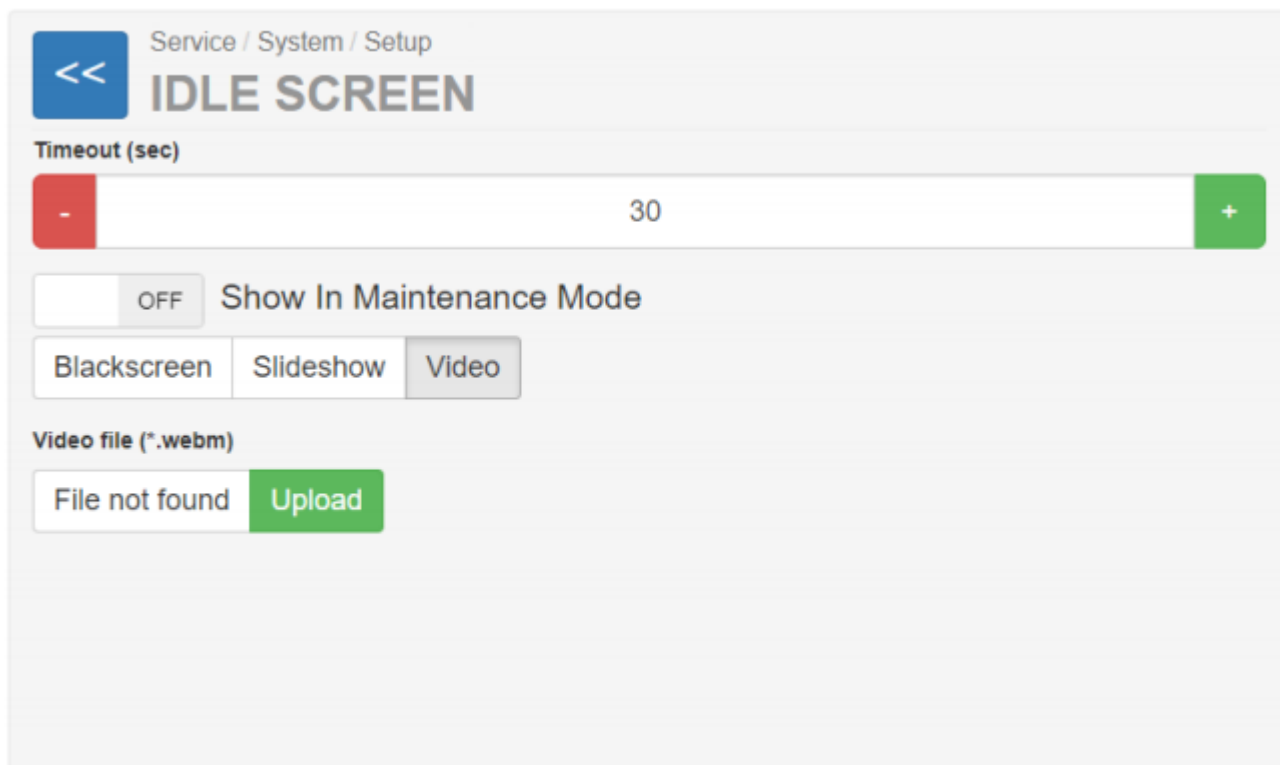 <<
Service / System / Setup
IDLE SCREEN
Timeout (sec)
- 30 +
OFF Show In Maintenance Mode
Blackscreen Slideshow Video
Video file (*.webm)
File not found Upload